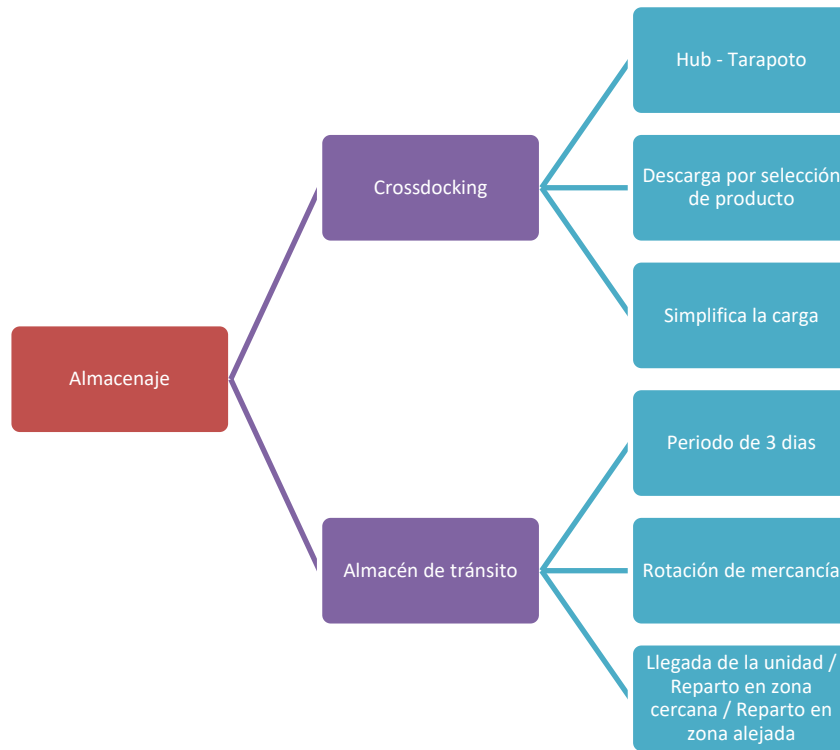 Almacenaje
Crossdocking
Hub - Tarapoto
Descarga por selección
de producto
Simplifica la carga
Almacén de tránsito
Periodo de 3 dias
Rotación de mercancía
Llegada de la unidad /
Reparto en zona
cercana / Reparto en
zona alejada